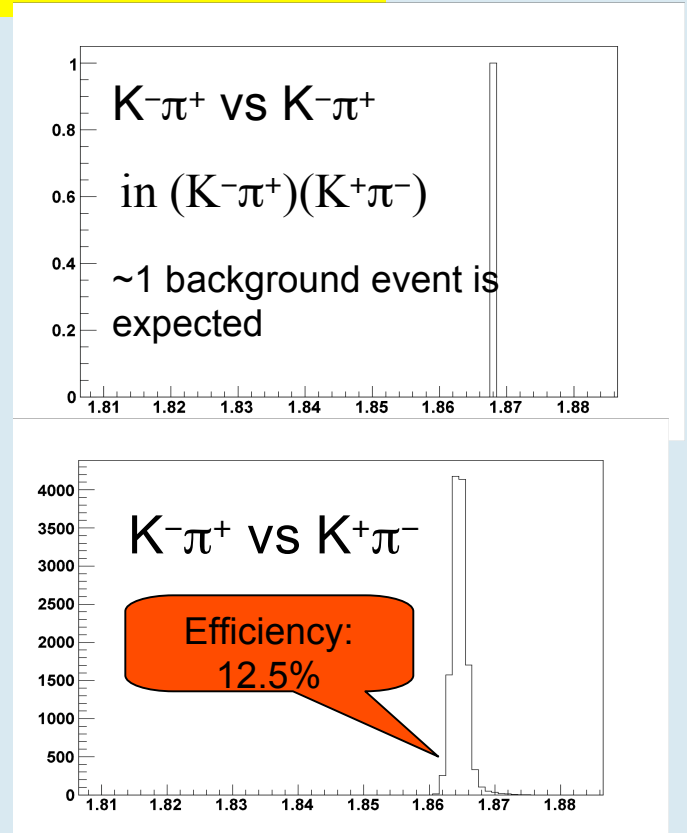 1
K⁻π⁺ vs K⁻π⁺
0.8
in (K⁻π⁺)(K⁺π⁻)
0.6
0.4
~1 background event is
expected
0.2
0
1.81 1.82 1.83 1.84 1.85 1.86 1.87 1.88
4000
K⁻π⁺ vs K⁺π⁻
3500
3000
2500
Efficiency:
2000
12.5%
1500
1000
500
0
1.81 1.82 1.83 1.84 1.85 1.86 1.87 1.88